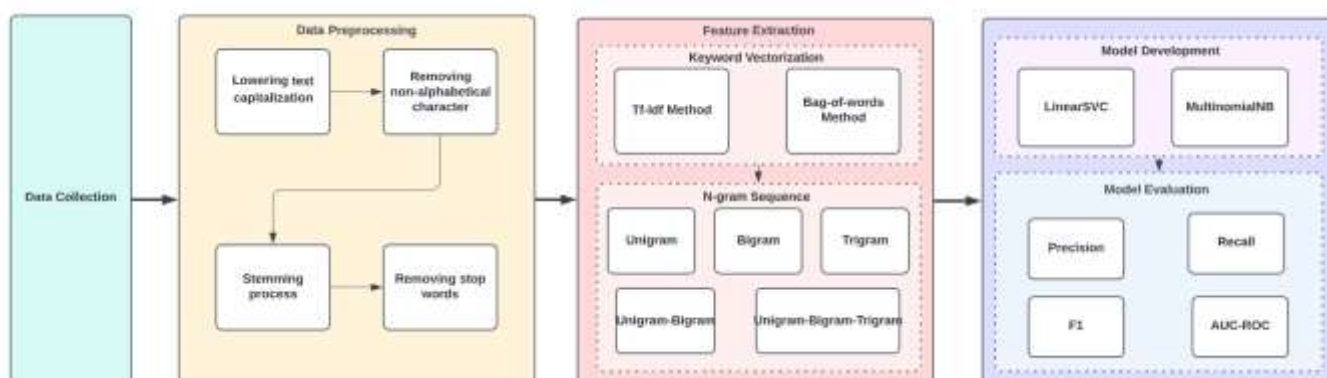 Data Collection
Data Preprocessing
Lowering text
capitalization
Removing
non-alphabetical
character
Stemming
process
Removing stop
words
Feature Extraction
Keyword Vectorization
Tf-Idf Method
Bag-of-words
Method
N-gram Sequence
Unigram
Bigram
Trigram
Unigram-Bigram
Unigram-Bigram-Trigram
Model Development
LinearSVC
MultinomialNB
Model Evaluation
Precision
Recall
F1
AUC-ROC